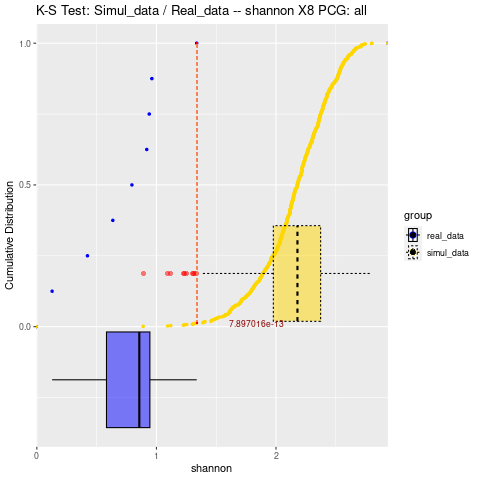 K-S Test: Simul_data / Real_data -- shannon X8 PCG: all
1.0
0.5
0.0
Cumulative Distribution
7.897016e-13
0 1 2
shannon
group
real_data
simul_data